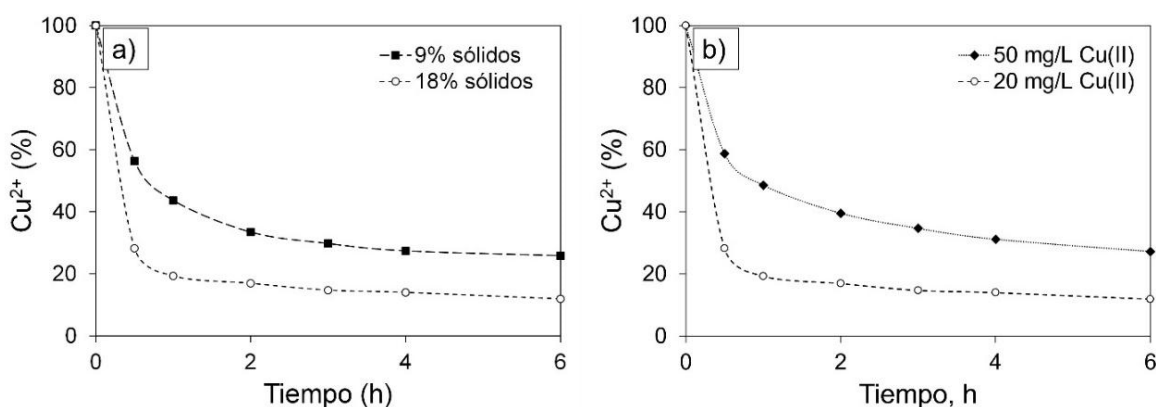 a)
9% sólidos
18% sólidos
100
80
60
40
20
0
Cu²⁺ (%)
0 2 4 6
Tiempo (h)
b)
50 mg/L Cu(II)
20 mg/L Cu(II)
100
80
60
40
20
0
Cu²⁺ (%)
0 2 4 6
Tiempo, h